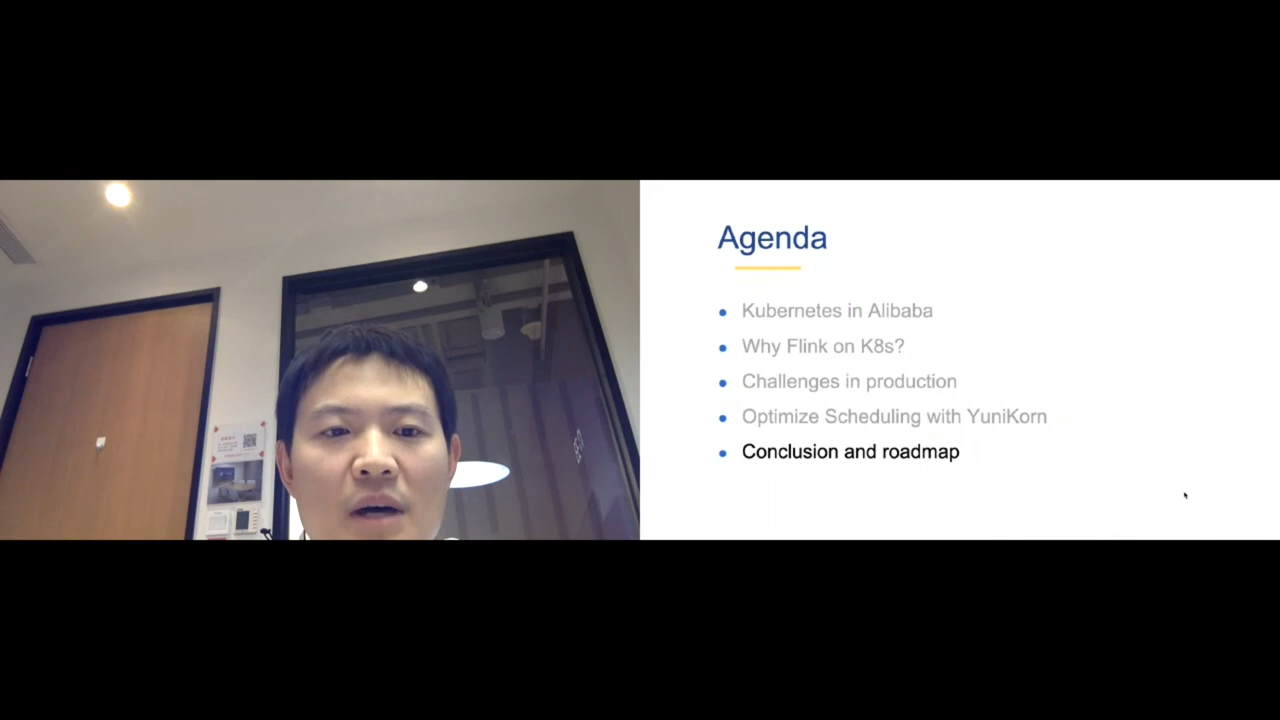 Agenda
Kubernetes in Alibaba
Why Flink on K8s?
Challenges in production
Optimize Scheduling with YuniKorn
Conclusion and roadmap